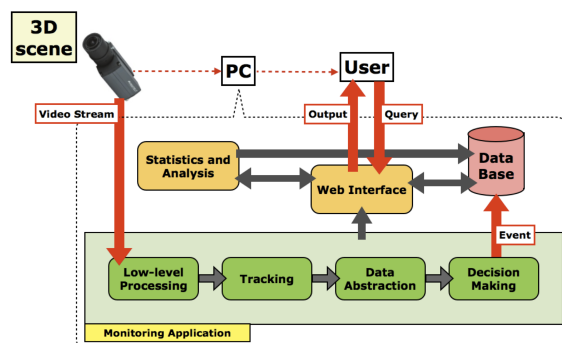 3D
scene
PC
User
Video Stream
Output
Query
Statistics and
Analysis
Web Interface
Data
Base
Event
Low-level
Processing
Tracking
Data
Abstraction
Decision
Making
Monitoring Application